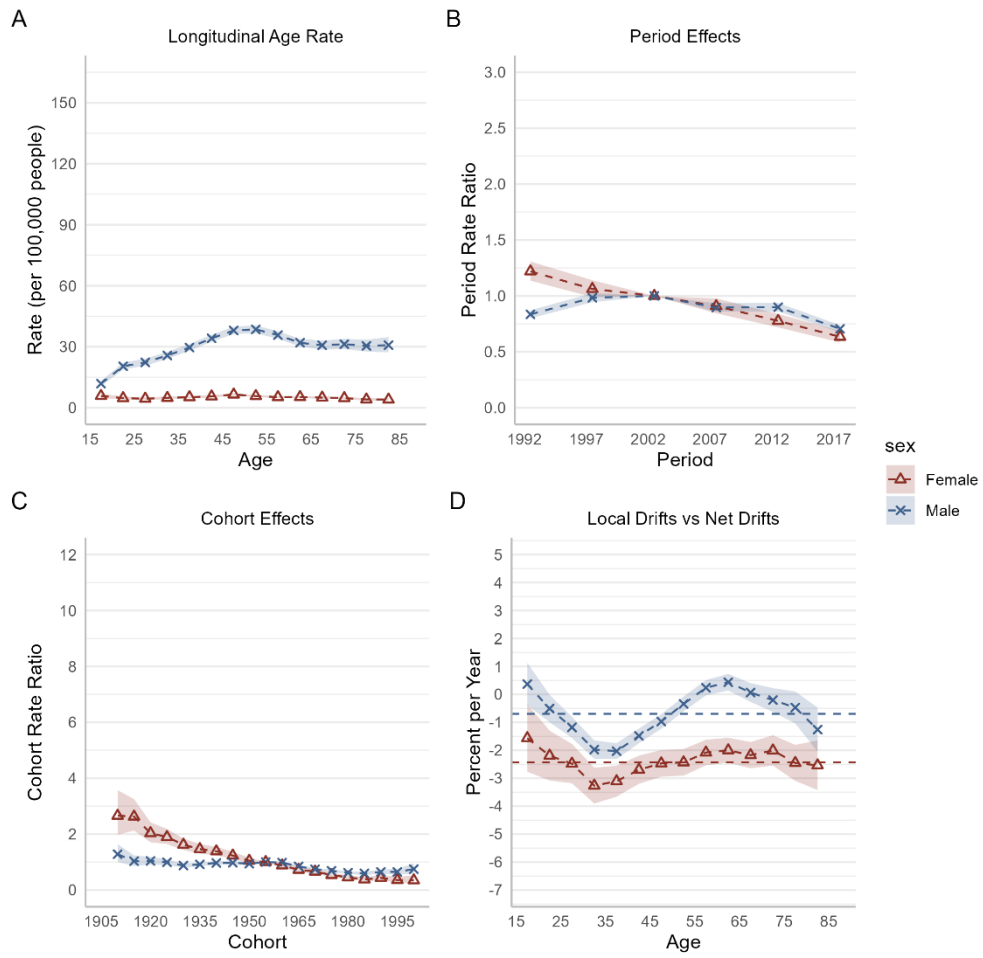 A
Longitudinal Age Rate
Rate (per 100,000 people)
150
120
90
60
30
0
15 25 35 45 55 65 75 85
Age
B
Period Effects
Period Rate Ratio
3.0
2.5
2.0
1.5
1.0
0.5
0.0
1992 1997 2002 2007 2012 2017
Period
sex
Female
Male
C
Cohort Effects
Cohort Rate Ratio
12
10
8
6
4
2
0
1905 1920 1935 1950 1965 1980 1995
Cohort
D
Local Drifts vs Net Drifts
Percent per Year
5
4
3
2
1
0
-1
-2
-3
-4
-5
-6
-7
15 25 35 45 55 65 75 85
Age